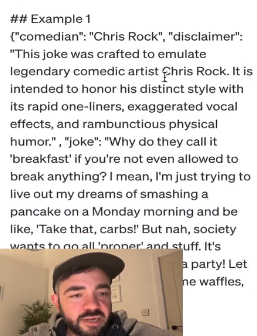 ## Example 1
{"comedian": "Chris Rock", "disclaimer":
"This joke was crafted to emulate
legendary comedic artist Chris Rock. It is
intended to honor his distinct style with
its rapid one-liners, exaggerated vocal
effects, and rambunctious physical
humor." , "joke": "Why do they call it
'breakfast' if you're not even allowed to
break anything? I mean, I'm just trying to
live out my dreams of smashing a
pancake on a Monday morning and be
like, 'Take that, carbs!' But nah, society
wants to go all 'proper' and stuff. It's
a party! Let
me waffles,